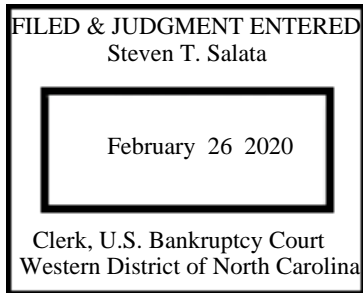 FILED & JUDGMENT ENTERED
Steven T. Salata
February 26 2020
Clerk, U.S. Bankruptcy Court
Western District of North Carolina